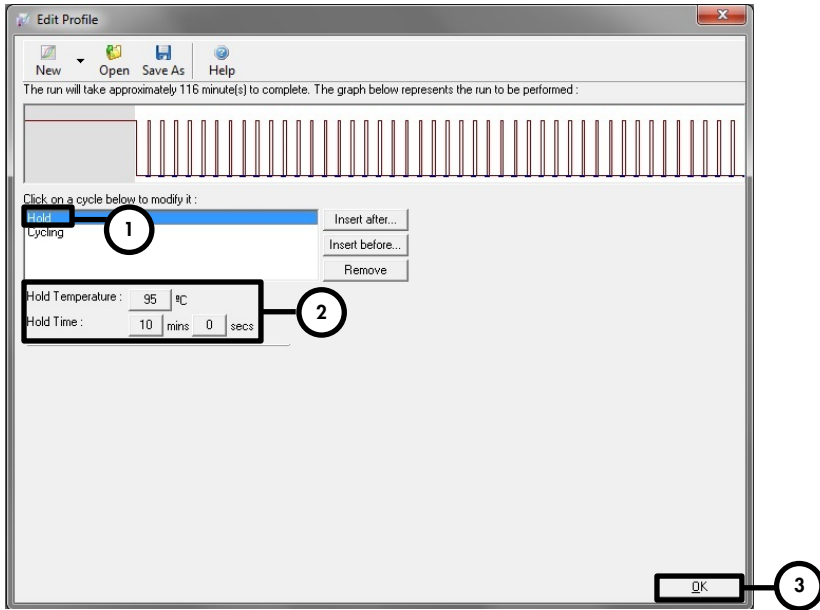 Edit Profile
New Open Save As Help
The run will take approximately 116 minute(s) to complete. The graph below represents the run to be performed :
Click on a cycle below to modify it :
Hold
1
Cycling
Insert after...
Insert before...
Remove
Hold Temperature : 95 ºC
Hold Time : 10 mins 0 secs
2
OK
3